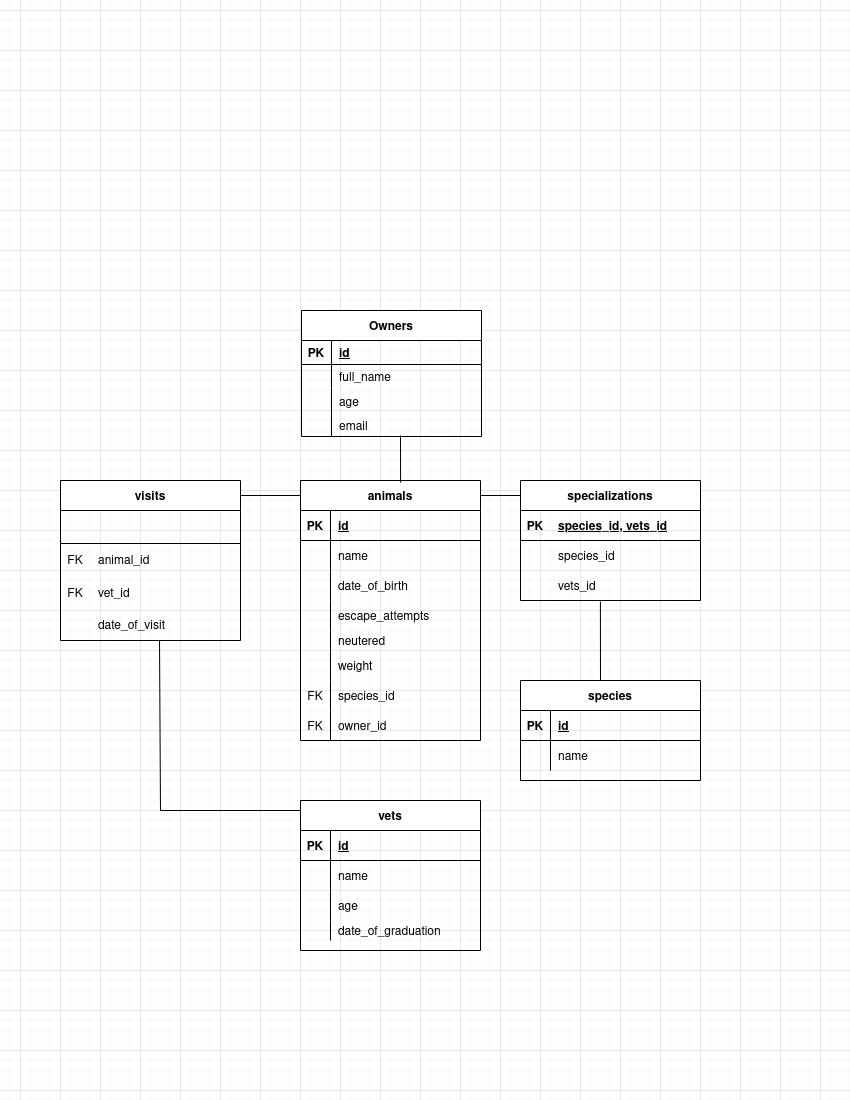 Owners
PK id
full_name
age
email
visits
FK animal_id
FK vet_id
date_of_visit
animals
PK id
name
date_of_birth
escape_attempts
neutered
weight
FK species_id
FK owner_id
specializations
PK species_id, vets_id
species_id
vets_id
species
PK id
name
vets
PK id
name
age
date_of_graduation